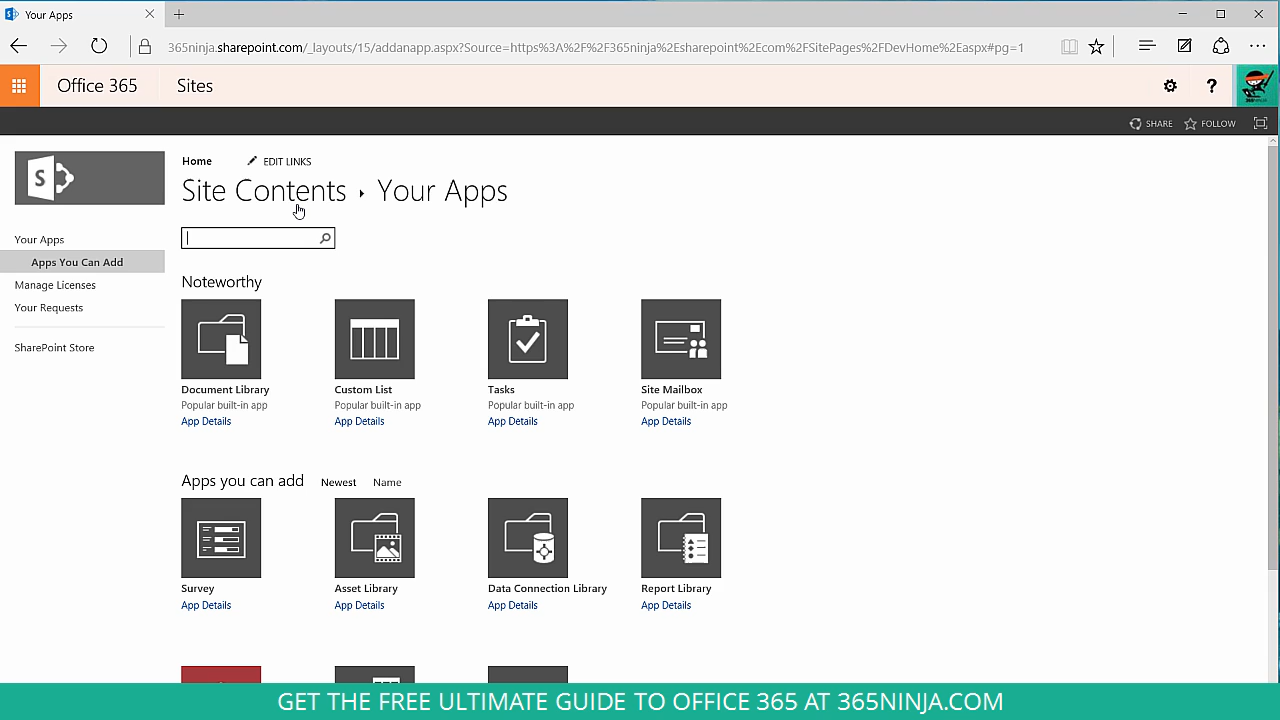 Your Apps
365ninja.sharepoint.com/_layouts/15/addanapp.aspx?Source=https%3A%2F%2F365ninja%2Esharepoint%2Ecom%2FSitePages%2FDevHome%2Easpx#pg=1
Office 365 Sites ?
SHARE FOLLOW
S
Home EDIT LINKS
Site Contents ▸ Your Apps
Your Apps
Apps You Can Add
Manage Licenses
Your Requests
SharePoint Store
Noteworthy
Document Library Custom List Tasks Site Mailbox
Popular built-in app Popular built-in app Popular built-in app Popular built-in app
App Details App Details App Details App Details
Apps you can add Newest Name
Survey Asset Library Data Connection Library Report Library
App Details App Details App Details App Details
GET THE FREE ULTIMATE GUIDE TO OFFICE 365 AT 365NINJA.COM